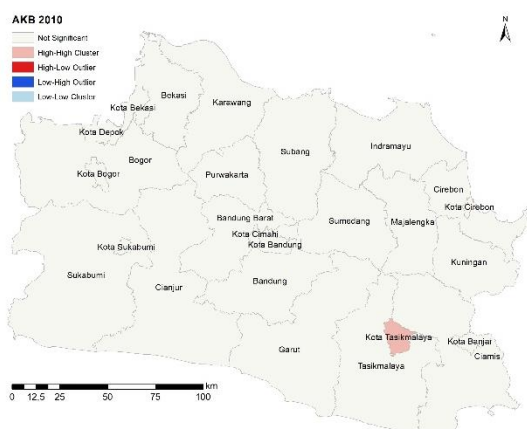 AKB 2010
Not Significant
High-High Cluster
High-Low Outlier
Low-High Outlier
Low-Low Cluster
N
Bekasi
Kota Bekasi
Karawang
Kota Depok
Subang
Indramayu
Bogor
Kota Bogor
Purwakarta
Cirebon
Kota Cirebon
Bandung Barat
Sumedang
Majalengka
Kota Cimahi
Kota Bandung
Kota Sukabumi
Kuningan
Sukabumi
Cianjur
Bandung
Kota Tasikmalaya
Kota Banjar
Garut
Ciamis
Tasikmalaya
km
0 12.5 25 50 75 100